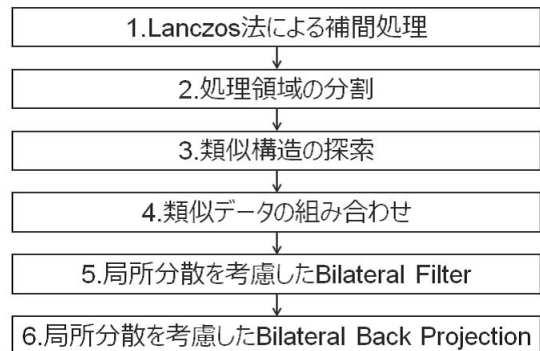 1.Lanczos法による補間処理
2.処理領域の分割
3.類似構造の探索
4.類似データの組み合わせ
5.局所分散を考慮したBilateral Filter
6.局所分散を考慮したBilateral Back Projection